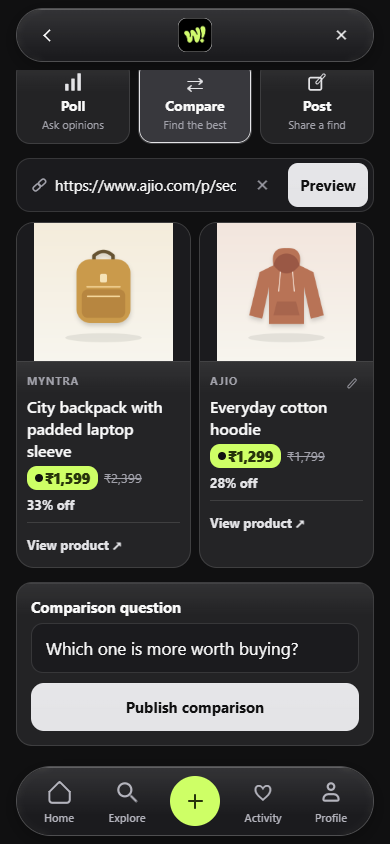 W!
Poll
Ask opinions
Compare
Find the best
Post
Share a find
https://www.ajio.com/p/sec
Preview
MYNTRA
City backpack with
padded laptop
sleeve
₹1,599 ₹2,399
33% off
View product ↗
AJIO
Everyday cotton
hoodie
₹1,299 ₹1,799
28% off
View product ↗
Comparison question
Which one is more worth buying?
Publish comparison
Home
Explore
Activity
Profile